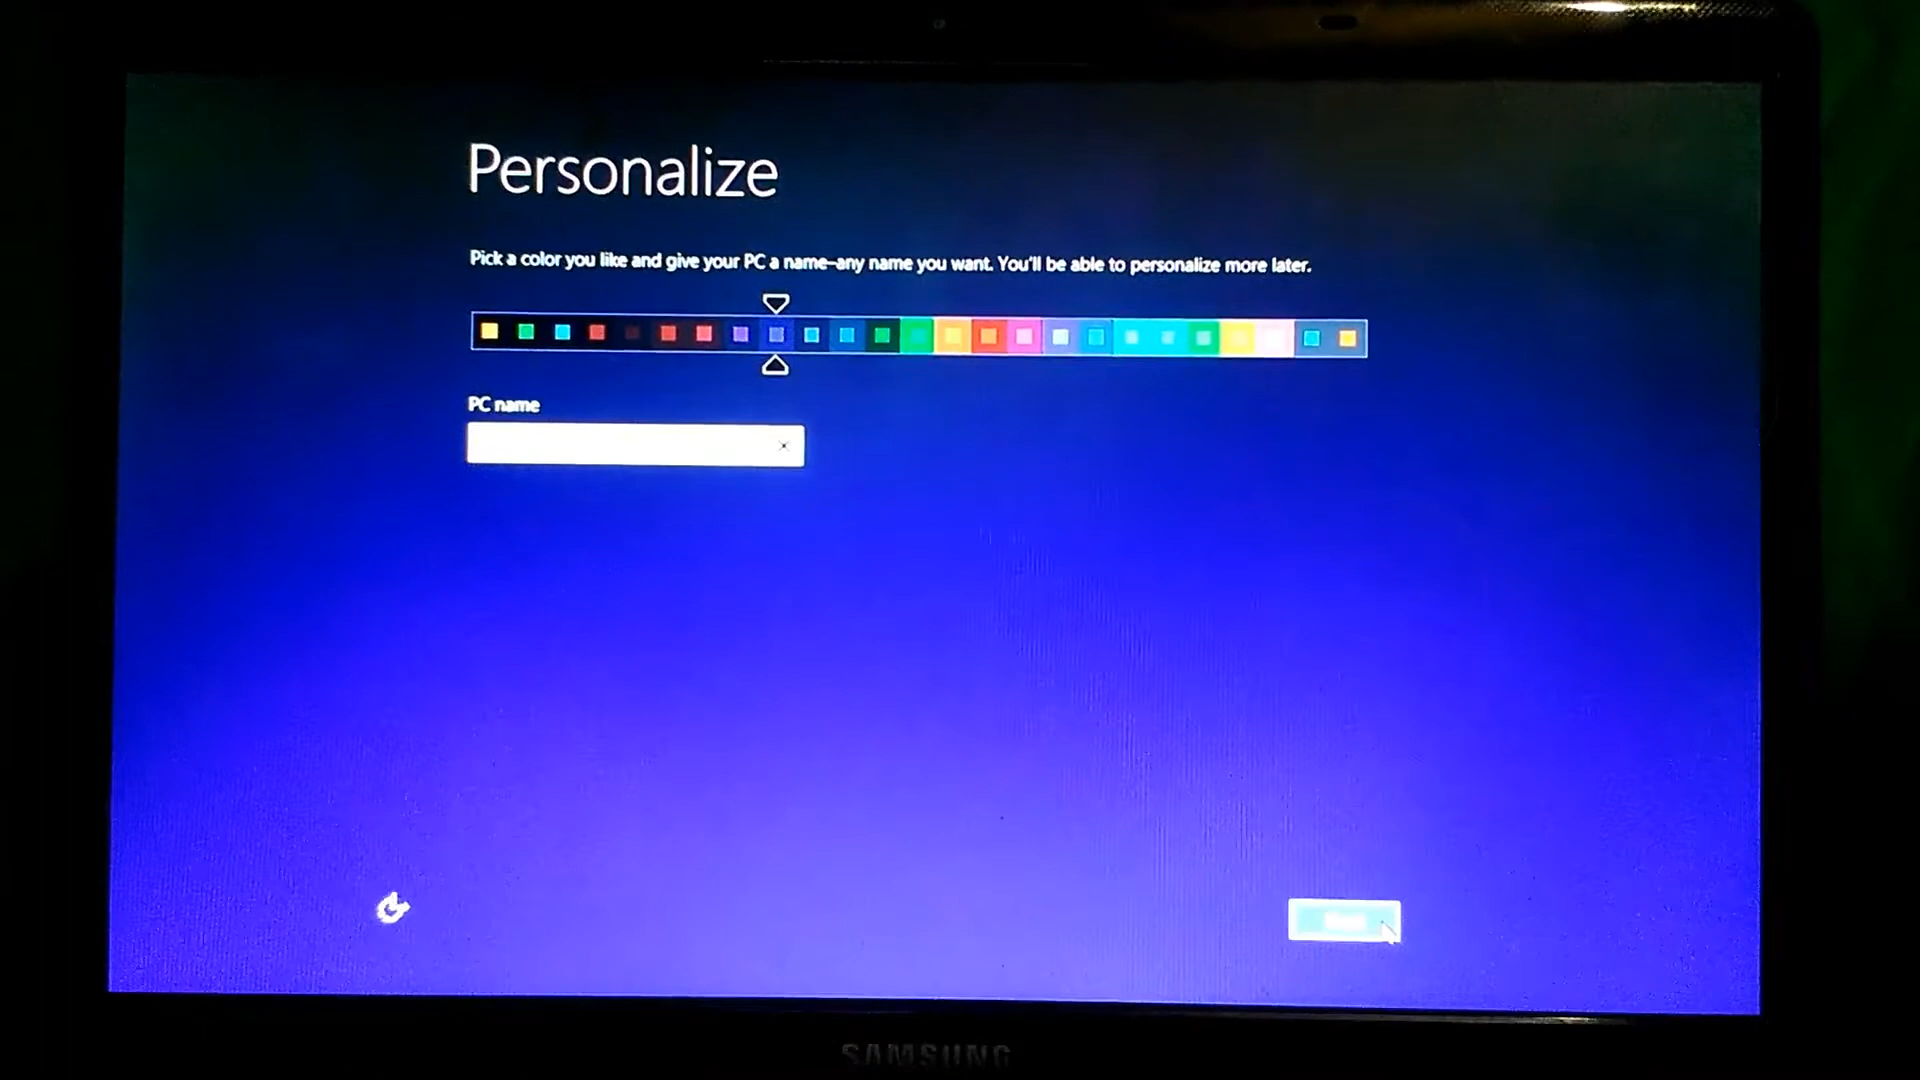 Personalize
Pick a color you like and give your PC a name–any name you want. You'll be able to personalize more later.
PC name
SAMSUNG